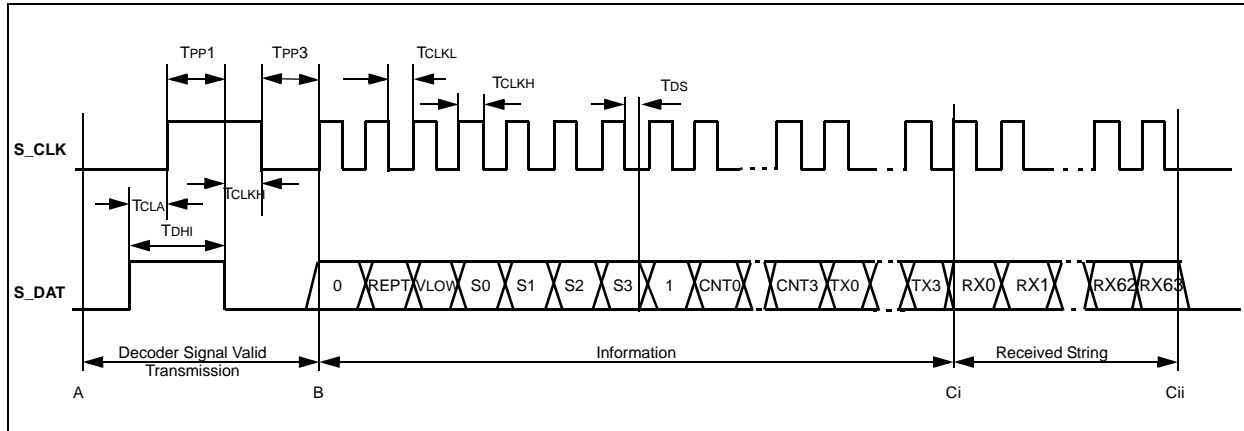 TPP1
TPP3
TCLKL
TCLKH
TDS
S_CLK
TCLKH
TCLA
TDHI
S_DAT
0 REPT VLOW S0 S1 S2 S3 1 CNT0 CNT3 TX0 TX3 RX0 RX1 RX62 RX63
Decoder Signal Valid
Transmission
Information
Received String
A B Ci Cii